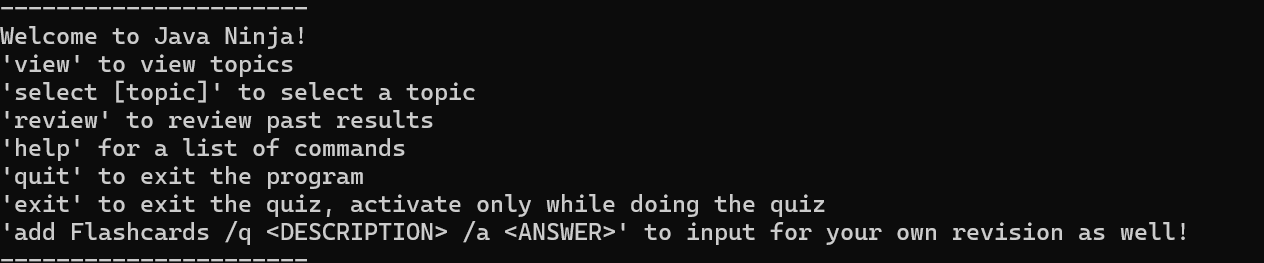 ----------------------
Welcome to Java Ninja!
'view' to view topics
'select [topic]' to select a topic
'review' to review past results
'help' for a list of commands
'quit' to exit the program
'exit' to exit the quiz, activate only while doing the quiz
'add Flashcards /q <DESCRIPTION> /a <ANSWER>' to input for your own revision as well!
----------------------